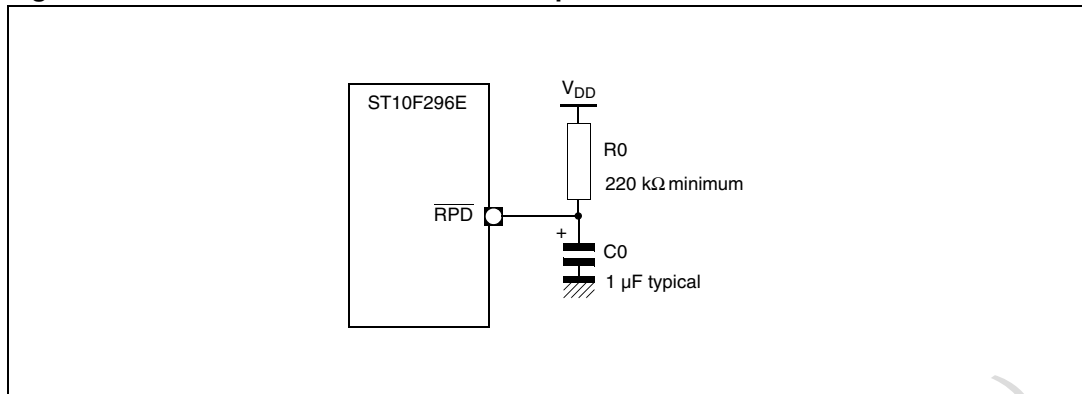 ST10F296E
VDD
R0
220 kΩ minimum
RPD
+
C0
1 µF typical